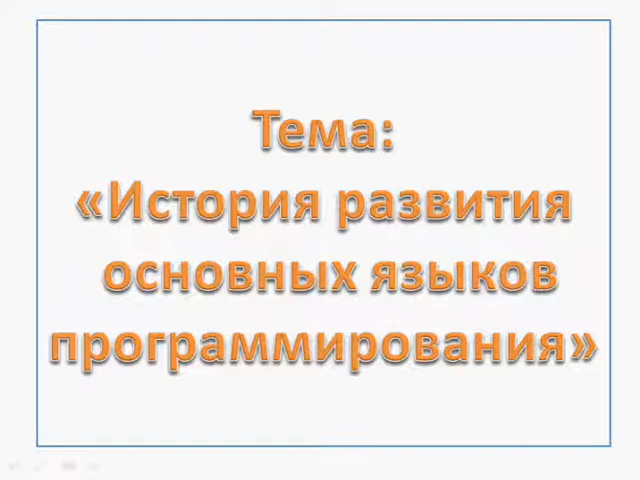 Тема:
«История развития
основных языков
программирования»